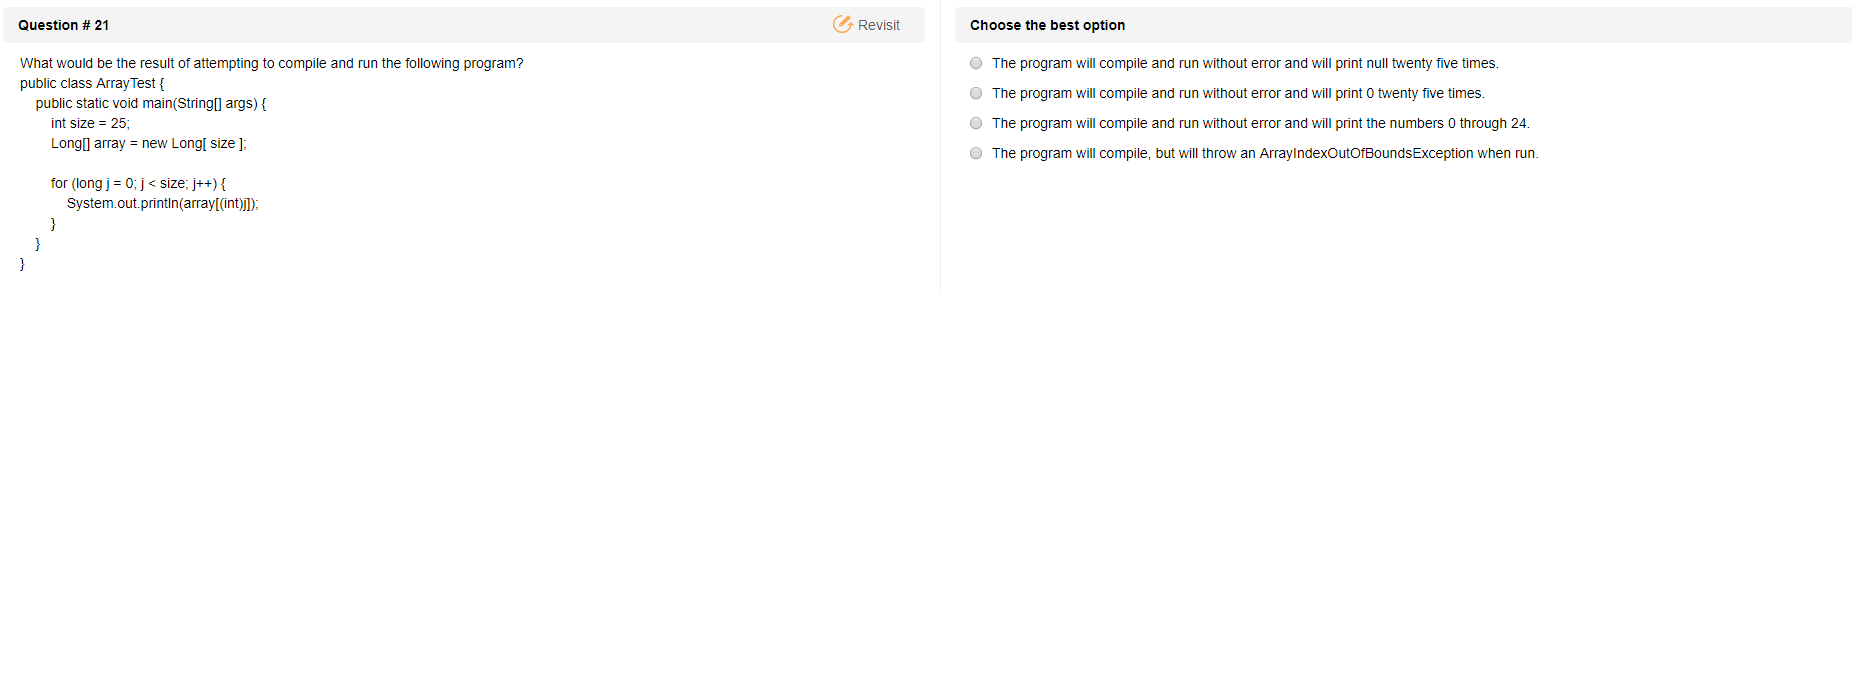 Question # 21
Revisit
What would be the result of attempting to compile and run the following program?
public class ArrayTest {
public static void main(String[] args) {
int size = 25;
Long[] array = new Long[ size ];
for (long j = 0; j < size; j++) {
System.out.println(array[(int)j]);
}
}
}
Choose the best option
The program will compile and run without error and will print null twenty five times.
The program will compile and run without error and will print 0 twenty five times.
The program will compile and run without error and will print the numbers 0 through 24.
The program will compile, but will throw an ArrayIndexOutOfBoundsException when run.